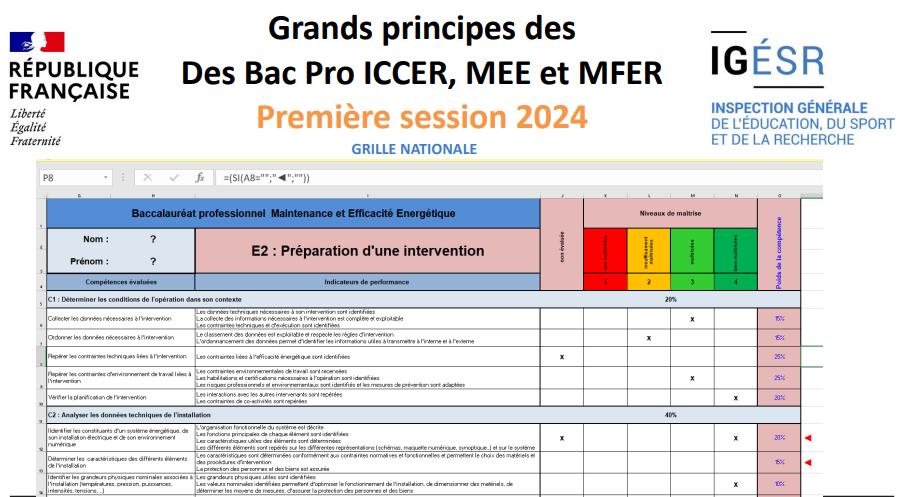 Grands principes des
Des Bac Pro ICCER, MEE et MFER
Première session 2024
GRILLE NATIONALE
RÉPUBLIQUE
FRANÇAISE
Liberté
Égalité
Fraternité
IGÉSR
INSPECTION GÉNÉRALE
DE L'ÉDUCATION, DU SPORT
ET DE LA RECHERCHE
P8
fx
=(SI(A8="";"◄";""))
G H I J K L M N O
Baccalauréat professionnel Maintenance et Efficacité Energétique
Nom : ?
Prénom : ?
E2 : Préparation d'une intervention
non évaluée
Niveaux de maîtrise
non maîtrisées
insuffisamment maîtrisées
maîtrisées
bien maîtrisées
Poids de la compétence
Compétences évaluées
Indicateurs de performance
1 2 3 4
C1 : Déterminer les conditions de l'opération dans son contexte 20%
Collecter les données nécessaires à l'intervention
Les données techniques nécessaires à son intervention sont identifiées
La collecte des informations nécessaires à l'intervention est complète et exploitable
Les contraintes techniques et d'exécution sont identifiées
x 15%
Ordonner les données nécessaires à l'intervention
Le classement des données est exploitable et respecte les règles d'intervention.
L'ordonnancement des données permet d'identifier les informations utiles à transmettre à l'interne et à l'externe
x 15%
Repérer les contraintes techniques liées à l'intervention
Les contraintes liées à l'efficacité énergétique sont identifiées
x 25%
Repérer les contraintes d'environnement de travail liées à
l'intervention
Les contraintes environnementales de travail sont recensées
Les habilitations et certifications nécessaires à l'opération sont identifiées
Les risques professionnels et environnementaux sont identifiés et les mesures de prévention sont adaptées
x 25%
Vérifier la planification de l'intervention
Les interactions avec les autres intervenants sont repérées
Les contraintes de co-activités sont repérées
x 20%
C2 : Analyser les données techniques de l'installation 40%
Identifier les constituants d'un système énergétique, de
son installation électrique et de son environnement
numérique
L'organisation fonctionnelle du système est décrite
Les fonctions principales de chaque élément sont identifiées
Les caractéristiques utiles des éléments sont déterminées
Les différents éléments sont repérés sur les différentes représentations (schémas, maquette numérique, synoptique..) et sur le système
x x 20% ◄
Déterminer les caractéristiques des différents éléments
de l'installation
Les caractéristiques sont déterminées conformément aux contraintes normatives et fonctionnelles et permettent le choix des matériels et
des procédures d'intervention
La protection des personnes et des biens est assurée
15% ◄
Identifier les grandeurs physiques nominales associées à
l'installation (températures, pression, puissances,
intensités, tensions, ..)
Les grandeurs physiques utiles sont identifiées
Les valeurs nominales identifiées permettent d'optimiser le fonctionnement de l'installation, de dimensionner des matériels, de
déterminer les moyens de mesures, d'assurer la protection des personnes et des biens
x 10%